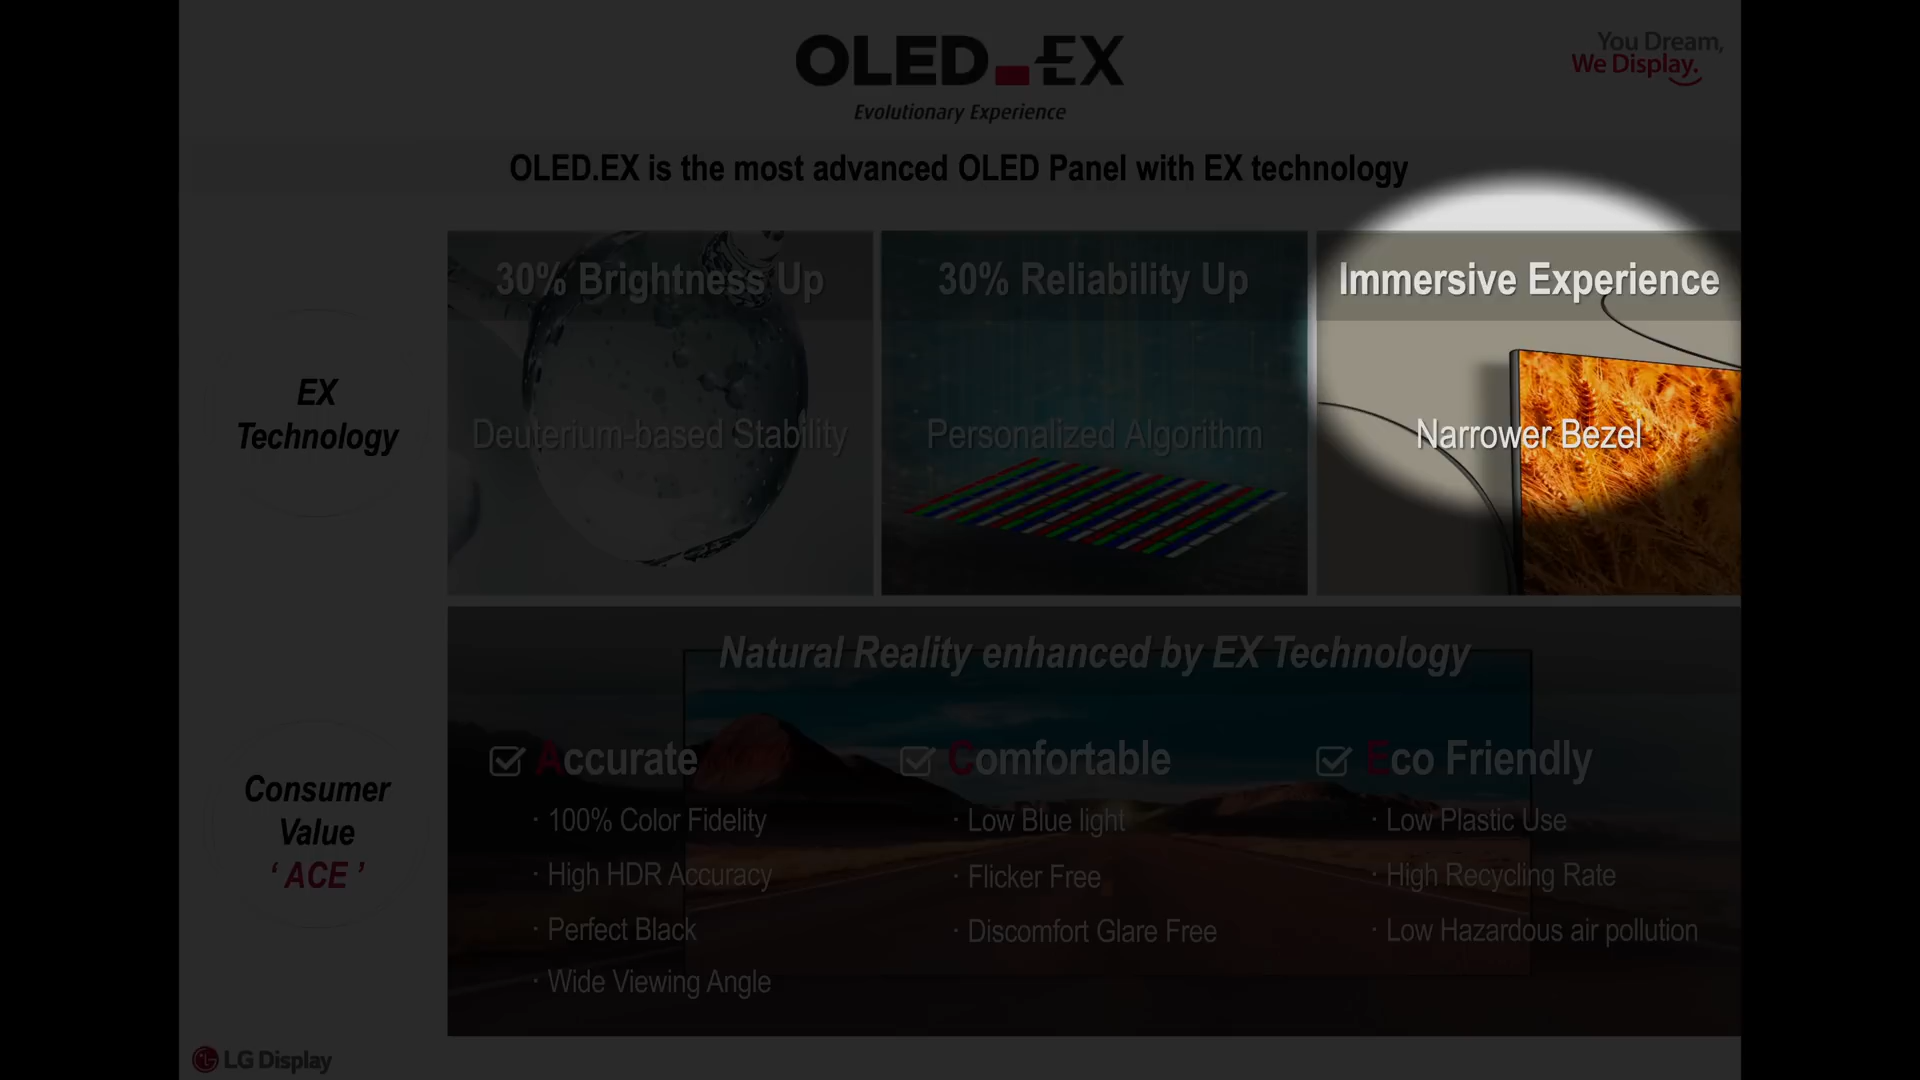 OLED.EX
Evolutionary Experience
You Dream,
We Display.
OLED.EX is the most advanced OLED Panel with EX technology
EX
Technology
30% Brightness Up
Deuterium-based Stability
30% Reliability Up
Personalized Algorithm
Immersive Experience
Narrower Bezel
Consumer
Value
‘ ACE ’
Natural Reality enhanced by EX Technology
Accurate
· 100% Color Fidelity
· High HDR Accuracy
· Perfect Black
· Wide Viewing Angle
Comfortable
· Low Blue light
· Flicker Free
· Discomfort Glare Free
Eco Friendly
· Low Plastic Use
· High Recycling Rate
· Low Hazardous air pollution
LG Display